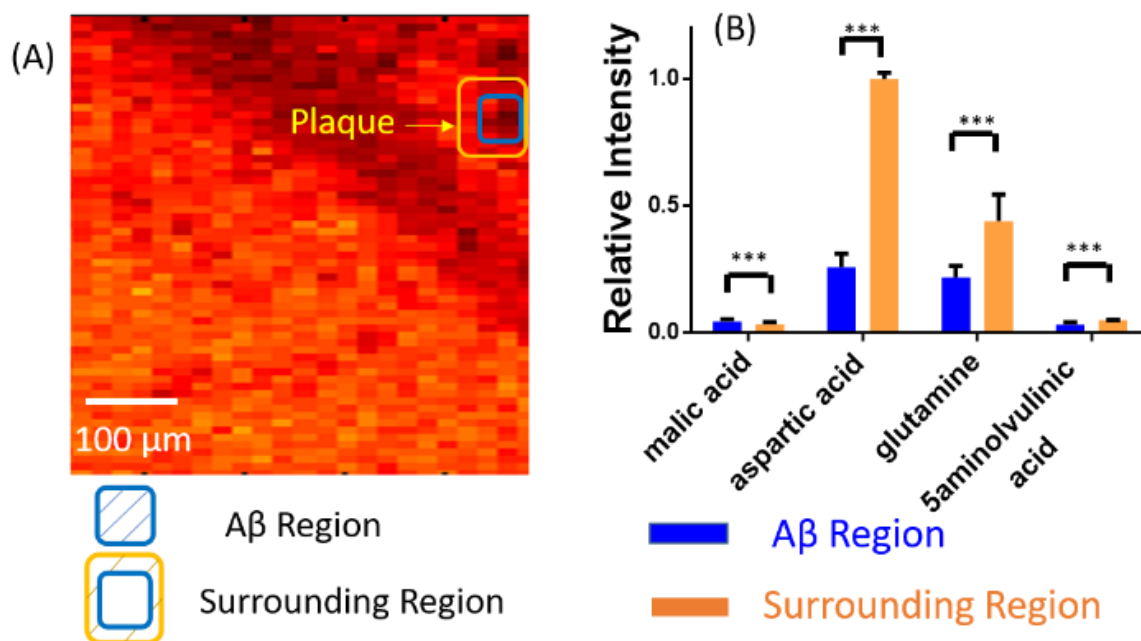 (A)
Plaque
100 μm
Aβ Region
Surrounding Region
(B)
Relative Intensity
1.0
0.5
0.0
***
***
***
***
malic acid
aspartic acid
glutamine
5aminolvullinic
acid
Aβ Region
Surrounding Region